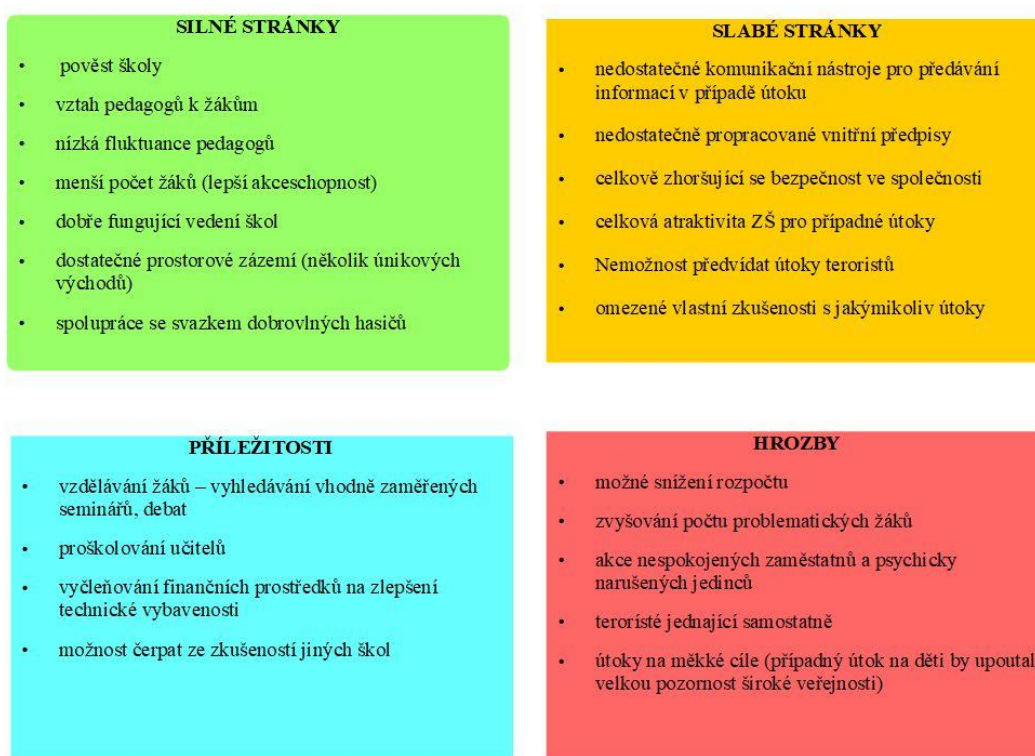 SILNÉ STRÁNKY
• pověst školy
• vztah pedagogů k žákům
• nízká fluktuance pedagogů
• menší počet žáků (lepší akceschopnost)
• dobře fungující vedení škol
• dostatečné prostorové zázemí (několik únikových
východů)
• spolupráce se svazkem dobrovlných hasičů
SLABÉ STRÁNKY
• nedostatečné komunikační nástroje pro předávání
informací v případě útoku
• nedostatečně propracované vnitřní předpisy
• celkově zhoršující se bezpečnost ve společnosti
• celková atraktivita ZŠ pro případné útoky
• Nemožnost předvídat útoky teroristů
• omezené vlastní zkušenosti s jakýmikoliv útoky
PŘÍLEŽITOSTI
• vzdělávání žáků – vyhledávání vhodně zaměřených
seminářů, debat
• proškolování učitelů
• vyčleňování finančních prostředků na zlepšení
technické vybavenosti
• možnost čerpat ze zkušeností jiných škol
HROZBY
• možné snížení rozpočtu
• zvyšování počtu problematických žáků
• akce nespokojených zaměstatnů a psychicky
narušených jedinců
• terorísté jednající samostatně
• útoky na měkké cíle (případný útok na děti by upoutal
velkou pozornost široké veřejnosti)